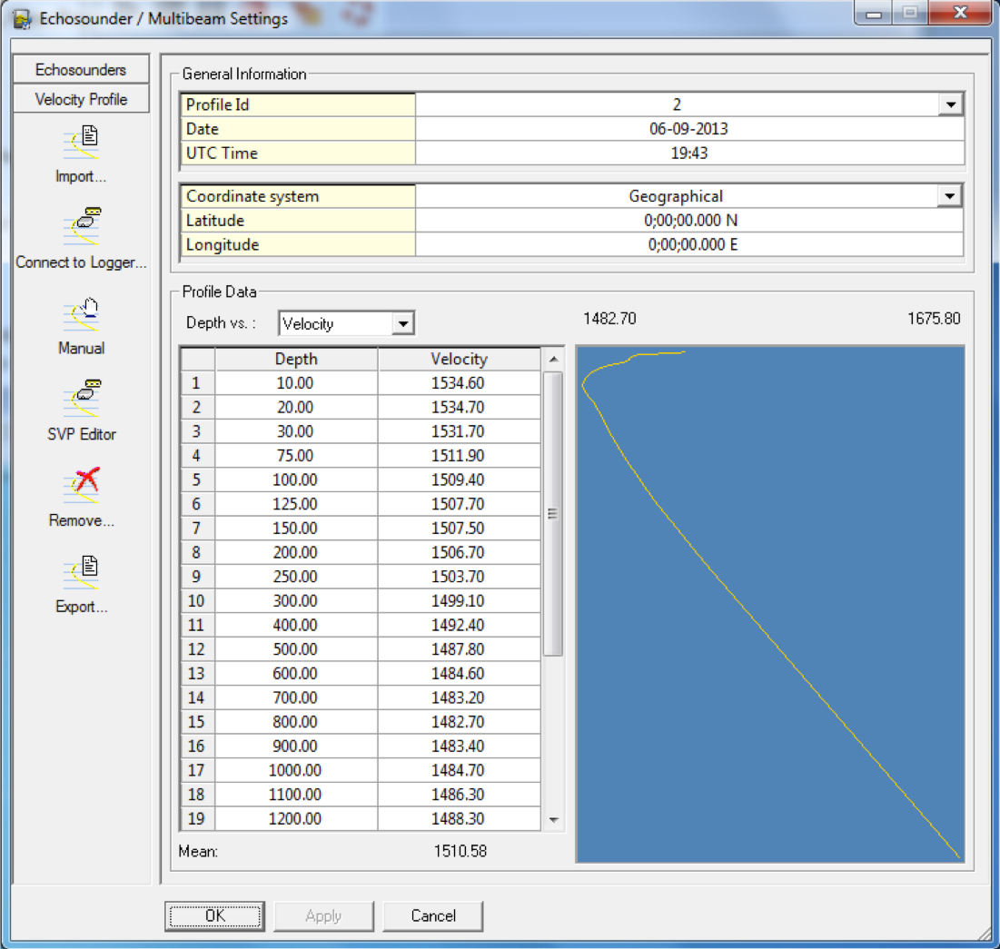 Echosounder / Multibeam Settings
Echosounders
Velocity Profile
Import...
Connect to Logger...
Manual
SVP Editor
Remove...
Export...
General Information
Profile Id 2
Date 06-09-2013
UTC Time 19:43
Coordinate system Geographical
Latitude 0;00;00.000 N
Longitude 0;00;00.000 E
Profile Data
Depth vs. : Velocity 1482.70 1675.80
Depth Velocity
1 10.00 1534.60
2 20.00 1534.70
3 30.00 1531.70
4 75.00 1511.90
5 100.00 1509.40
6 125.00 1507.70
7 150.00 1507.50
8 200.00 1506.70
9 250.00 1503.70
10 300.00 1499.10
11 400.00 1492.40
12 500.00 1487.80
13 600.00 1484.60
14 700.00 1483.20
15 800.00 1482.70
16 900.00 1483.40
17 1000.00 1484.70
18 1100.00 1486.30
19 1200.00 1488.30
Mean: 1510.58
OK Apply Cancel